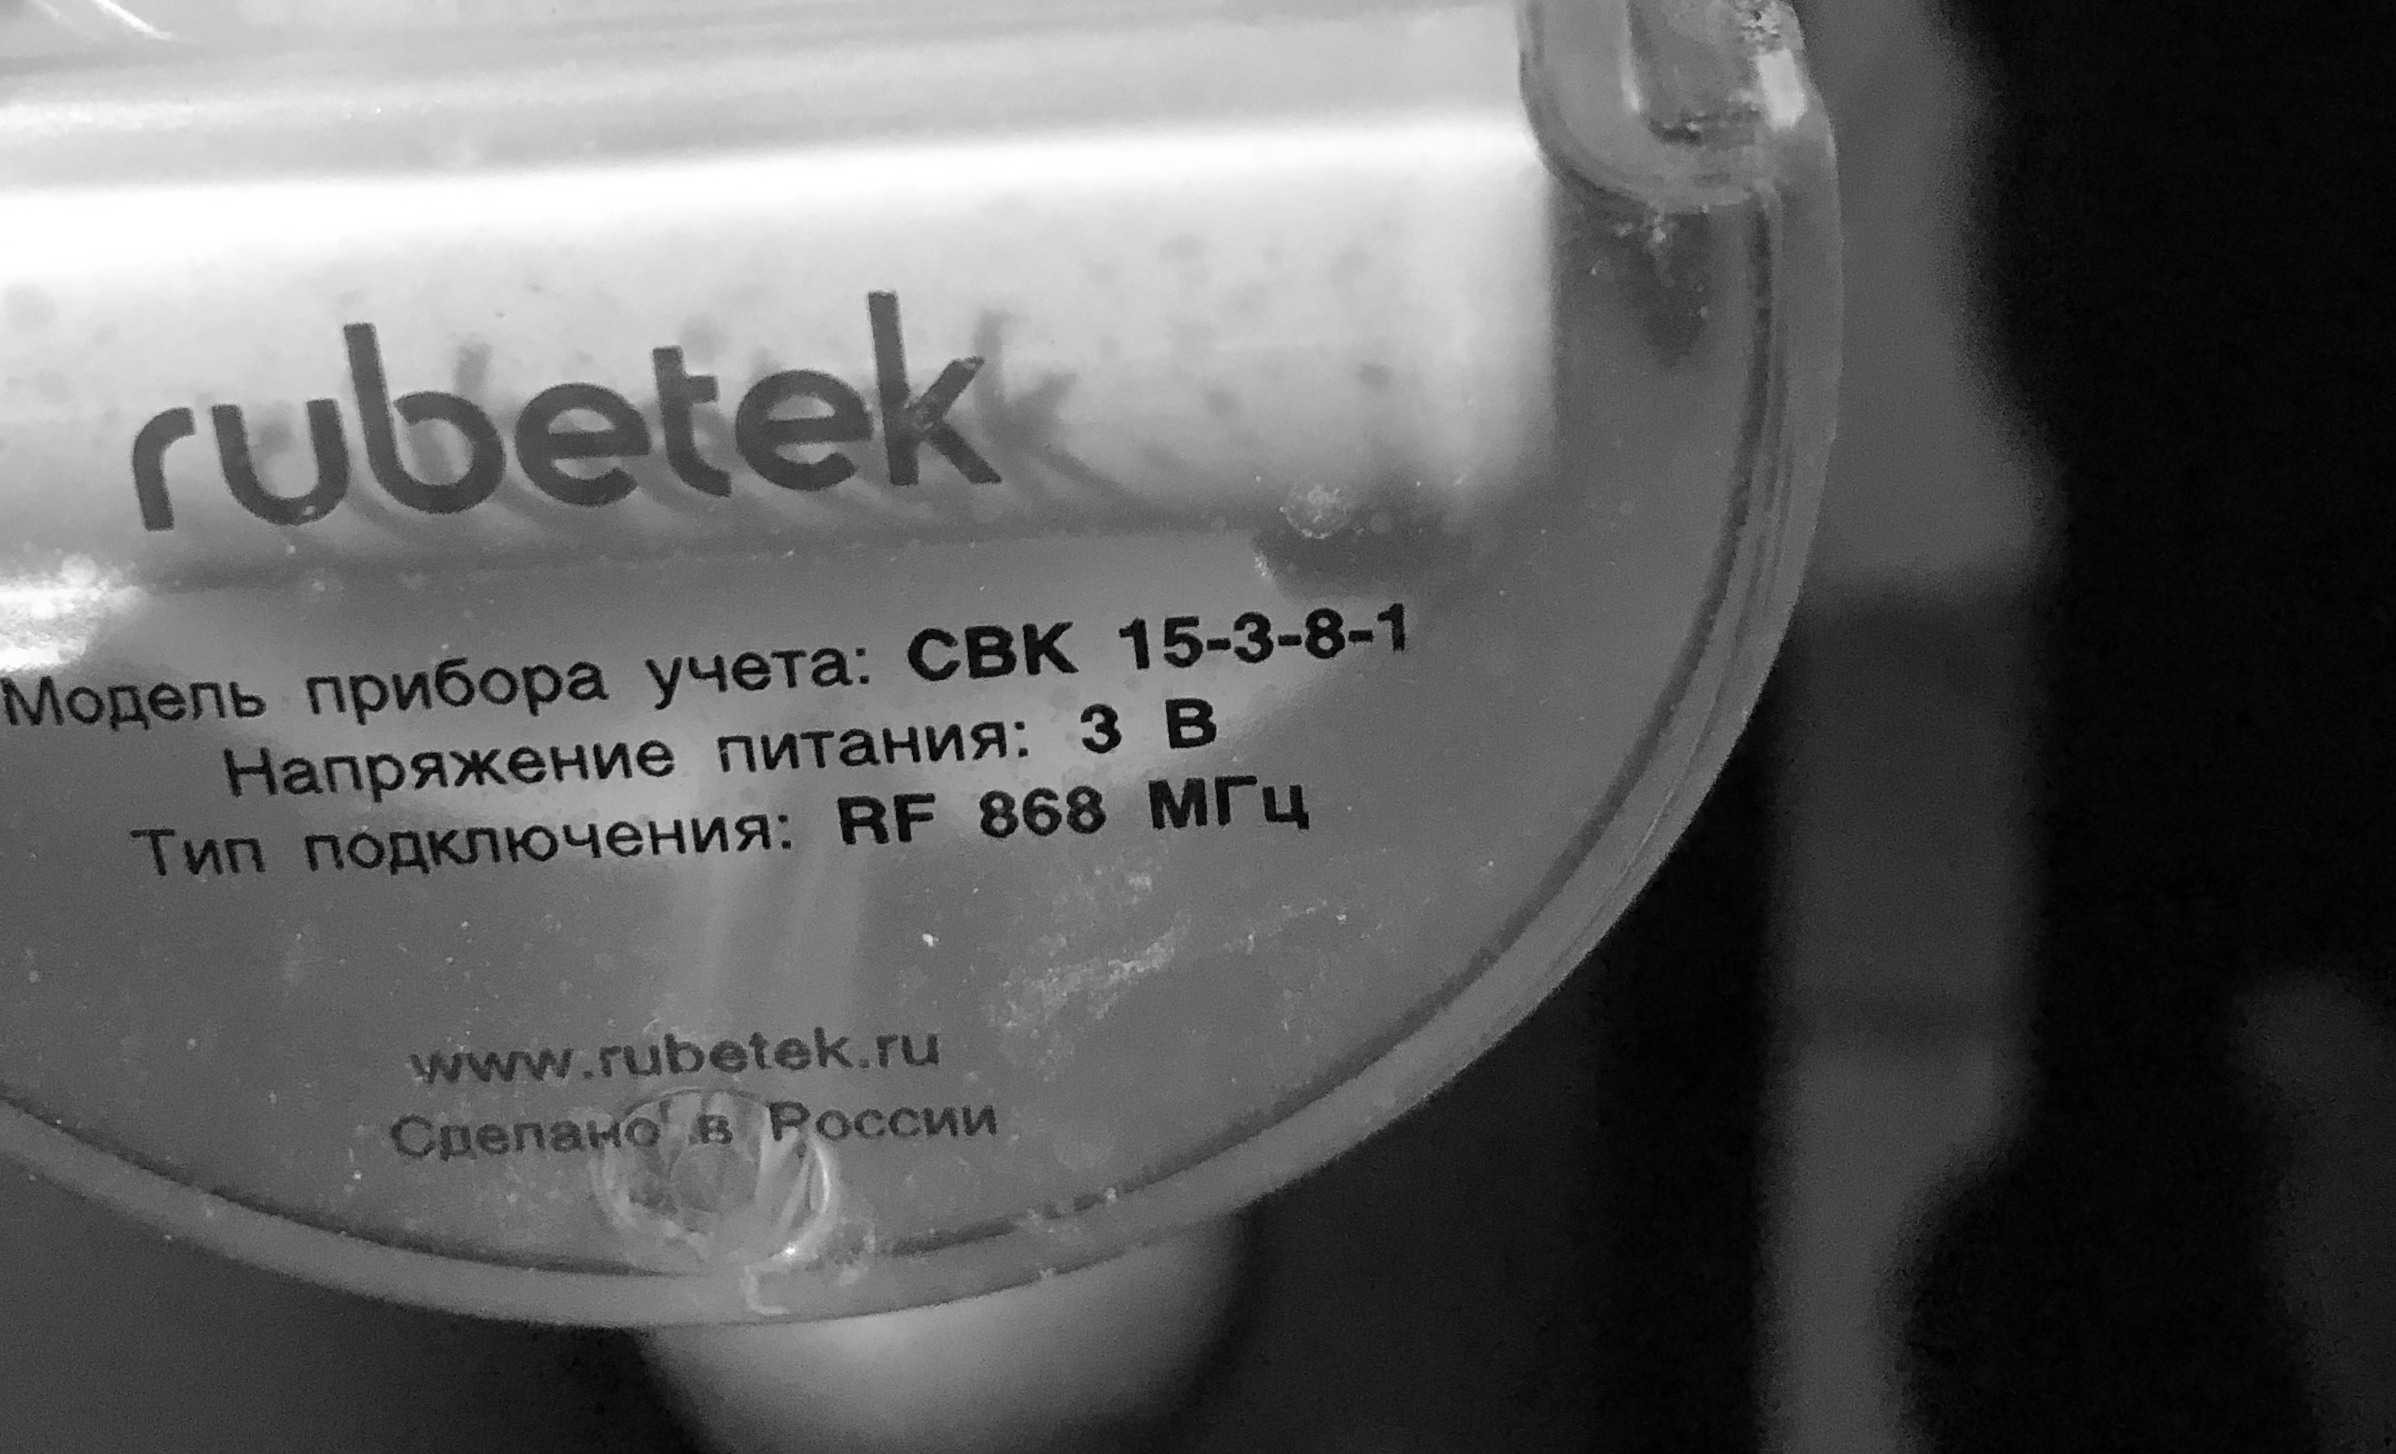 rubetek
Модель прибора учета: СВК 15-3-8-1
Напряжение питания: 3 В
Тип подключения: RF 868 МГц
www.rubetek.ru
Сделано в России